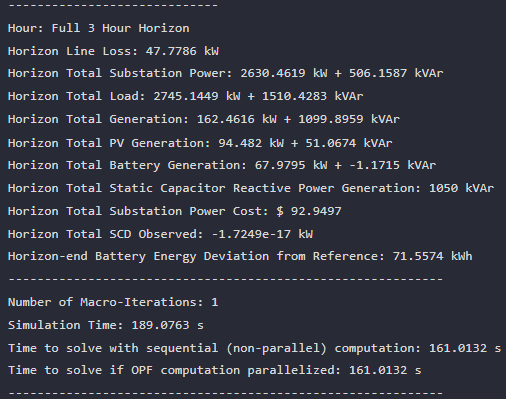 -----------------------------
Hour: Full 3 Hour Horizon
Horizon Line Loss: 47.7786 kW
Horizon Total Substation Power: 2630.4619 kW + 506.1587 kVAr
Horizon Total Load: 2745.1449 kW + 1510.4283 kVAr
Horizon Total Generation: 162.4616 kW + 1099.8959 kVAr
Horizon Total PV Generation: 94.482 kW + 51.0674 kVAr
Horizon Total Battery Generation: 67.9795 kW + -1.1715 kVAr
Horizon Total Static Capacitor Reactive Power Generation: 1050 kVAr
Horizon Total Substation Power Cost: $ 92.9497
Horizon Total SCD Observed: -1.7249e-17 kW
Horizon-end Battery Energy Deviation from Reference: 71.5574 kWh
------------------------------------------------------------
Number of Macro-Iterations: 1
Simulation Time: 189.0763 s
Time to solve with sequential (non-parallel) computation: 161.0132 s
Time to solve if OPF computation parallelized: 161.0132 s
------------------------------------------------------------